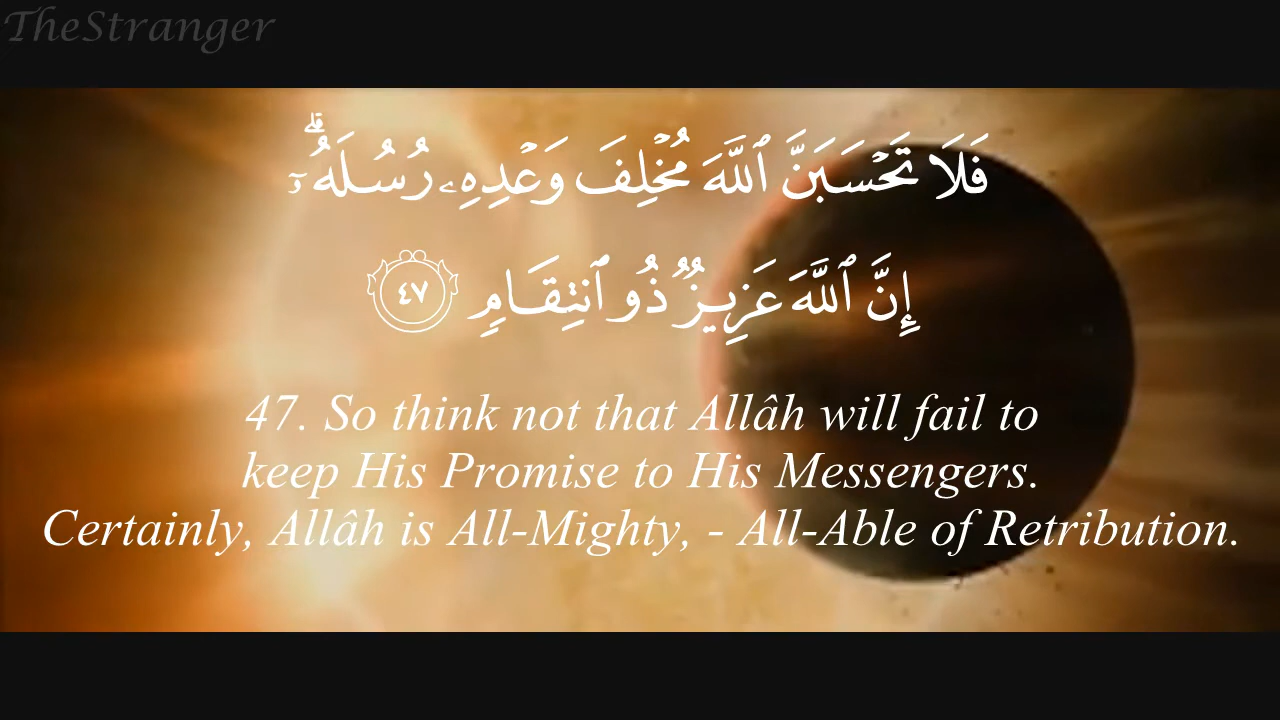 TheStranger
فَلَا تَحْسَبَنَّ ٱللَّهَ مُخْلِفَ وَعْدِهِۦ رُسُلَهُۥٓ ۗ
إِنَّ ٱللَّهَ عَزِيزٌ ذُو ٱنتِقَامٍ ٤٧
47. So think not that Allâh will fail to
keep His Promise to His Messengers.
Certainly, Allâh is All-Mighty, - All-Able of Retribution.